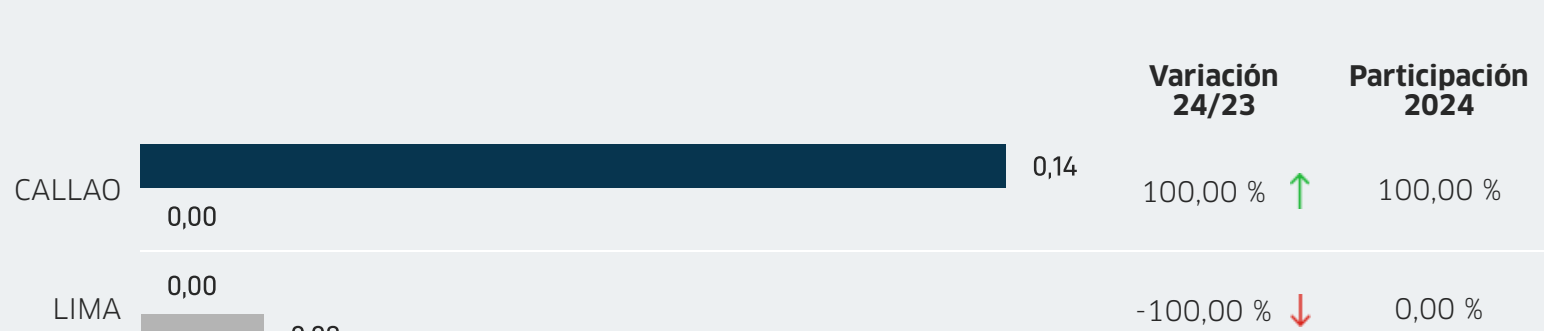 Variación Participación
24/23 2024
CALLAO 0,14 100,00 % 100,00 %
0,00
0,00
LIMA -100,00 % 0,00 %